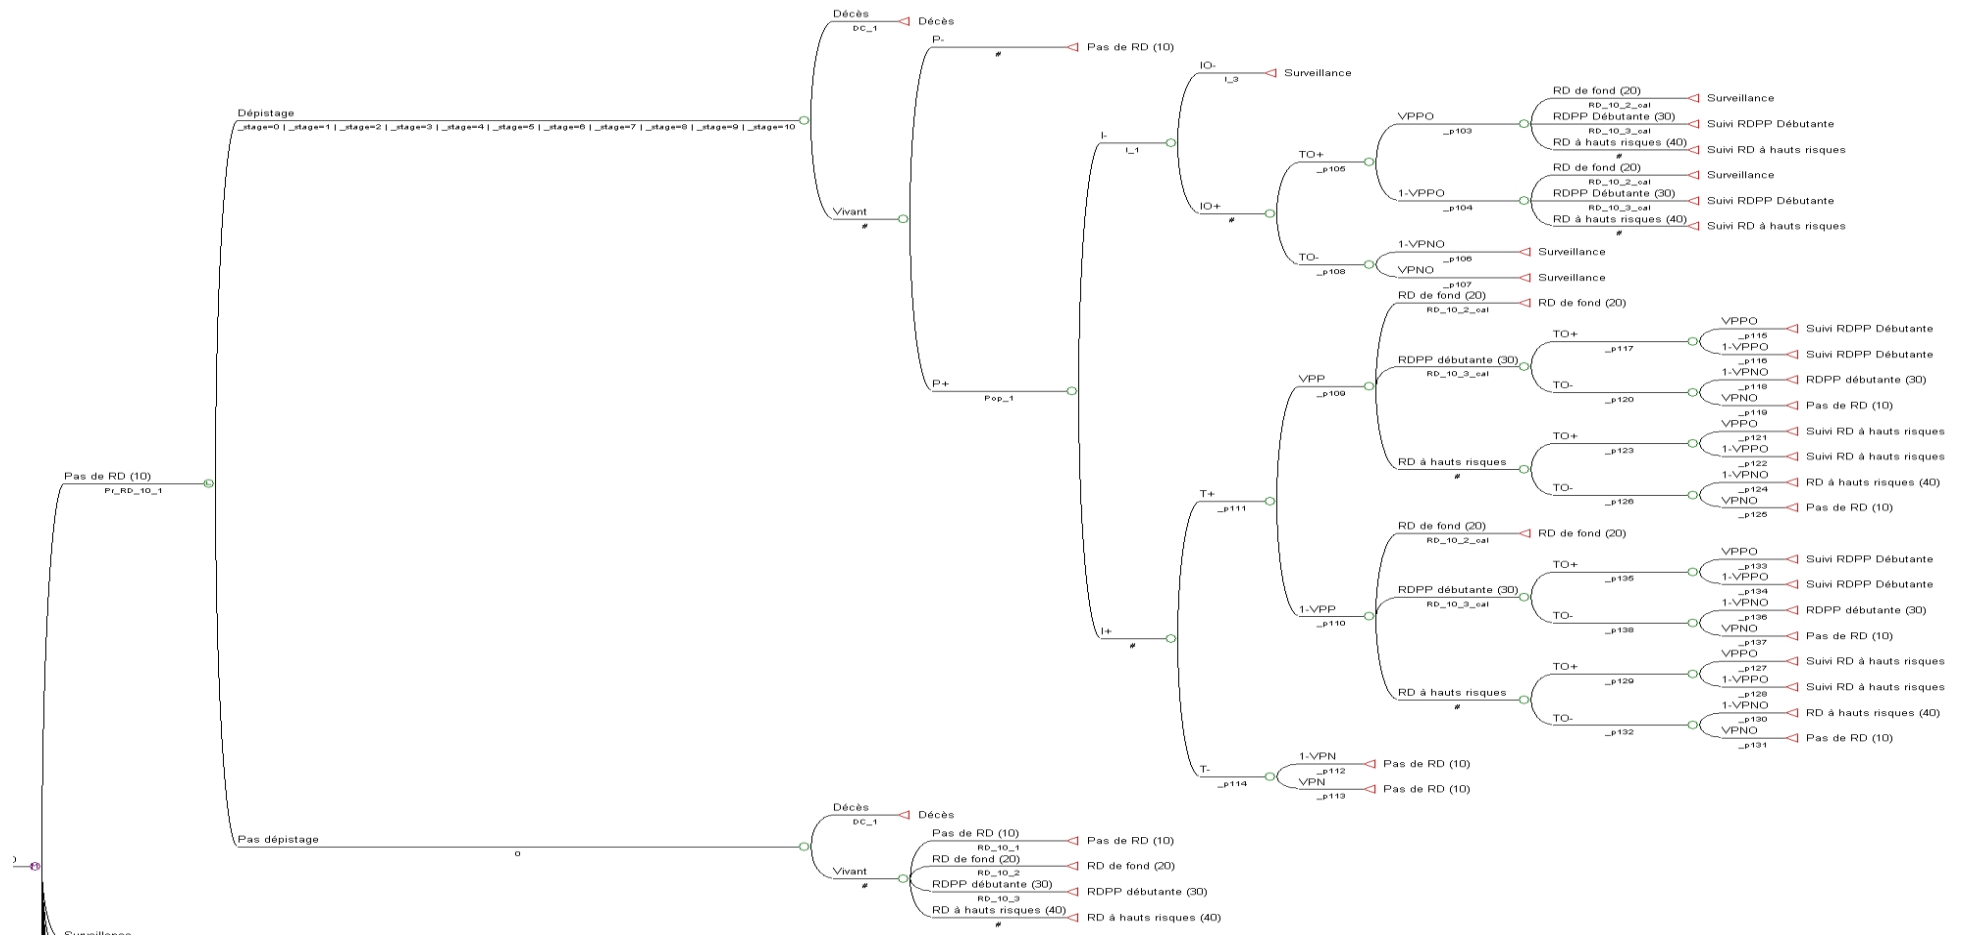 Décès
DC_1
Décès
P-
#
Pas de RD (10)
IO-
I_3
Surveillance
Dépistage
_stage=0 | _stage=1 | _stage=2 | _stage=3 | _stage=4 | _stage=5 | _stage=6 | _stage=7 | _stage=8 | _stage=9 | _stage=10
RD de fond (20)
RD_10_2_cal
Surveillance
VPPO
_p103
RDPP Débutante (30)
RD_10_3_cal
Suivi RDPP Débutante
RD à hauts risques (40)
#
Suivi RD à hauts risques
I-
I_1
TO+
_p105
RD de fond (20)
RD_10_2_cal
Surveillance
1-VPPO
_p104
RDPP Débutante (30)
RD_10_3_cal
Suivi RDPP Débutante
RD à hauts risques (40)
#
Suivi RD à hauts risques
Vivant
#
IO+
#
TO-
_p108
1-VPNO
_p106
Surveillance
VPNO
_p107
Surveillance
RD de fond (20)
RD_10_2_cal
RD de fond (20)
P+
Pop_1
VPP
_p109
RDPP débutante (30)
RD_10_3_cal
TO+
_p117
VPPO
_p115
Suivi RDPP Débutante
1-VPPO
_p116
Suivi RDPP Débutante
TO-
_p120
1-VPNO
_p118
RDPP débutante (30)
VPNO
_p119
Pas de RD (10)
RD à hauts risques
#
TO+
_p123
VPPO
_p121
Suivi RD à hauts risques
1-VPPO
_p122
Suivi RD à hauts risques
TO-
_p126
1-VPNO
_p124
RD à hauts risques (40)
VPNO
_p125
Pas de RD (10)
Pas de RD (10)
Pr_RD_10_1
T+
_p111
RD de fond (20)
RD_10_2_cal
RD de fond (20)
1-VPP
_p110
RDPP débutante (30)
RD_10_3_cal
TO+
_p135
VPPO
_p133
Suivi RDPP Débutante
1-VPPO
_p134
Suivi RDPP Débutante
TO-
_p138
1-VPNO
_p136
RDPP débutante (30)
VPNO
_p137
Pas de RD (10)
I+
#
RD à hauts risques
#
TO+
_p129
VPPO
_p127
Suivi RD à hauts risques
1-VPPO
_p128
Suivi RD à hauts risques
TO-
_p132
1-VPNO
_p130
RD à hauts risques (40)
VPNO
_p131
Pas de RD (10)
T-
_p114
1-VPN
_p112
Pas de RD (10)
VPN
_p113
Pas de RD (10)
Pas dépistage
0
Décès
DC_1
Décès
Vivant
#
Pas de RD (10)
RD_10_1
Pas de RD (10)
RD de fond (20)
RD_10_2
RD de fond (20)
RDPP débutante (30)
RD_10_3
RDPP débutante (30)
RD à hauts risques (40)
#
RD à hauts risques (40)
Surveillance